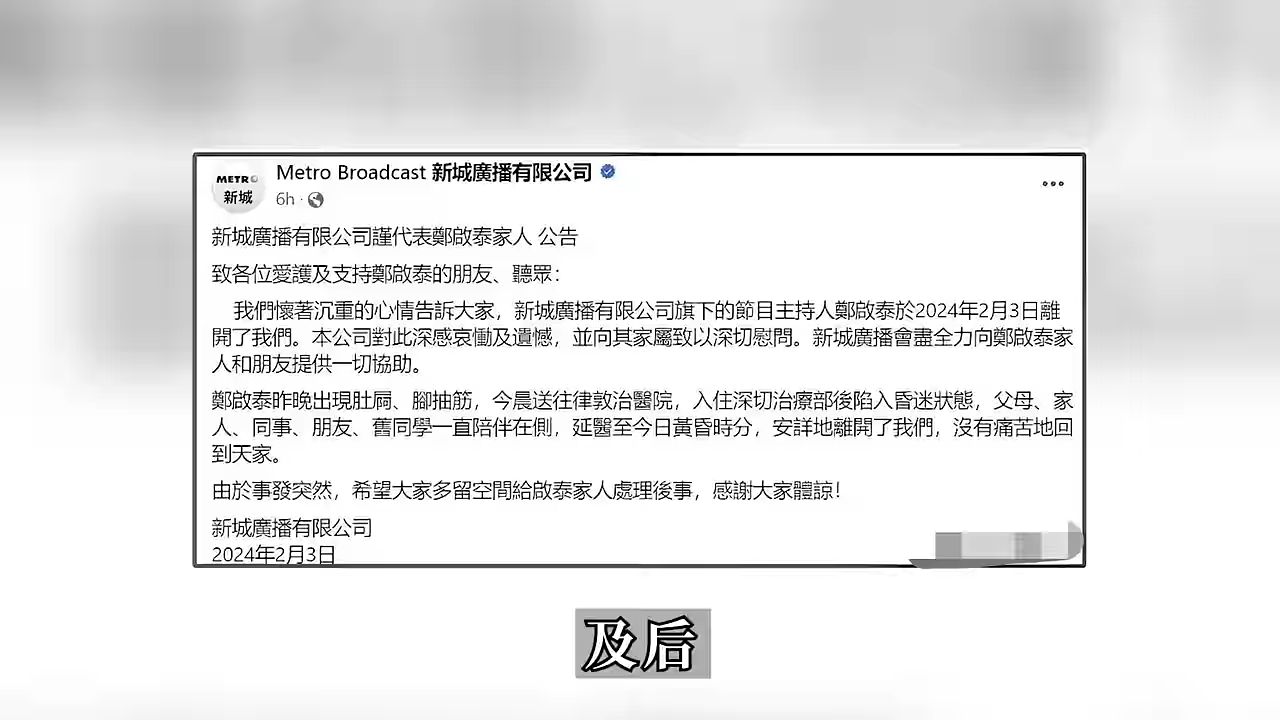 METRO
新城
Metro Broadcast 新城廣播有限公司
6h
新城廣播有限公司謹代表鄭啟泰家人 公告
致各位愛護及支持鄭啟泰的朋友、聽眾：
我們懷著沉重的心情告訴大家，新城廣播有限公司旗下的節目主持人鄭啟泰於2024年2月3日離
開了我們。本公司對此深感哀慟及遺憾，並向其家屬致以深切慰問。新城廣播會盡全力向鄭啟泰家
人和朋友提供一切協助。
鄭啟泰昨晚出現肚屙、腳抽筋，今晨送往律敦治醫院，入住深切治療部後陷入昏迷狀態，父母、家
人、同事、朋友、舊同學一直陪伴在側，延醫至今日黃昏時分，安詳地離開了我們，沒有痛苦地回
到天家。
由於事發突然，希望大家多留空間給啟泰家人處理後事，感謝大家體諒！
新城廣播有限公司
2024年2月3日
及后